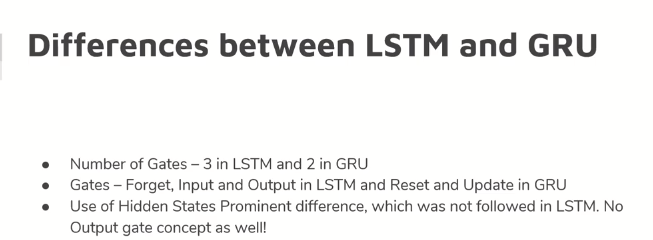 Differences between LSTM and GRU
● Number of Gates – 3 in LSTM and 2 in GRU
● Gates – Forget, Input and Output in LSTM and Reset and Update in GRU
● Use of Hidden States Prominent difference, which was not followed in LSTM. No
Output gate concept as well!